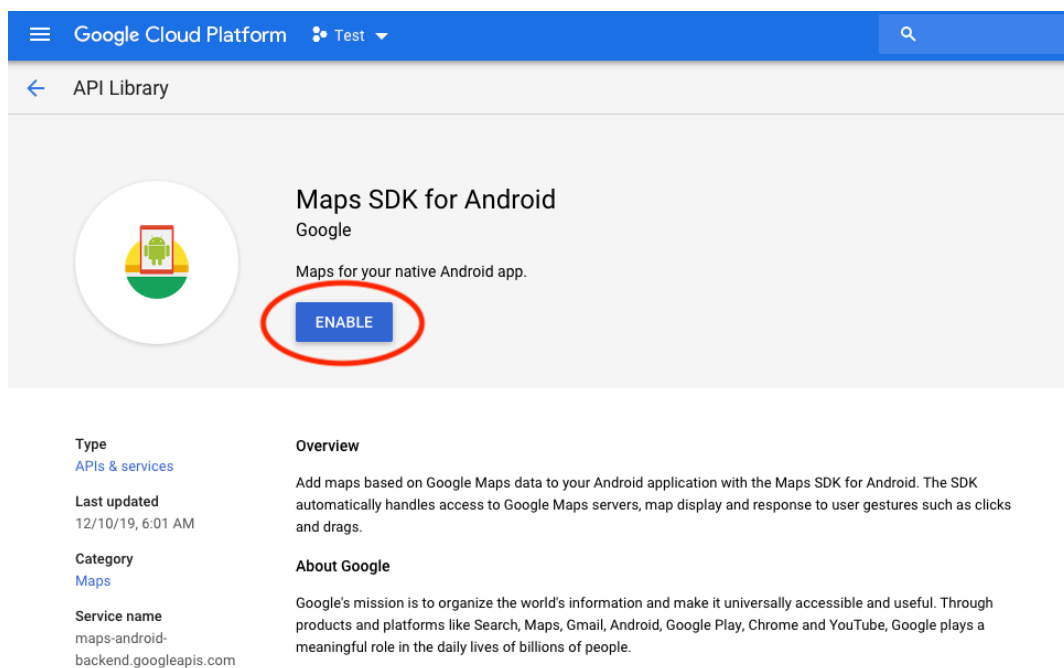 Google Cloud Platform Test
API Library
Maps SDK for Android
Google
Maps for your native Android app.
ENABLE
Type
APIs & services
Last updated
12/10/19, 6:01 AM
Category
Maps
Service name
maps-android-
backend.googleapis.com
Overview
Add maps based on Google Maps data to your Android application with the Maps SDK for Android. The SDK
automatically handles access to Google Maps servers, map display and response to user gestures such as clicks
and drags.
About Google
Google's mission is to organize the world's information and make it universally accessible and useful. Through
products and platforms like Search, Maps, Gmail, Android, Google Play, Chrome and YouTube, Google plays a
meaningful role in the daily lives of billions of people.